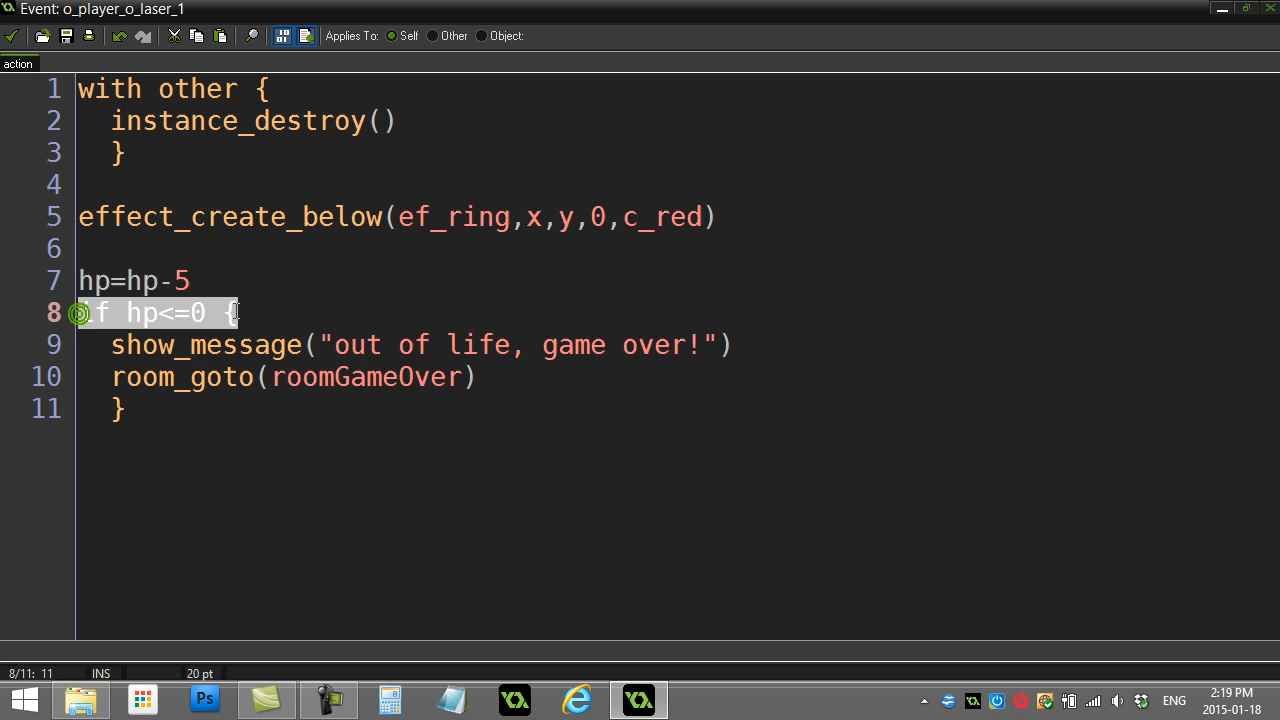 Event: o_player_o_laser_1
Applies To: Self Other Object:
action
1 with other {
2 instance_destroy()
3 }
4
5 effect_create_below(ef_ring,x,y,0,c_red)
6
7 hp=hp-5
8 if hp<=0 {
9 show_message("out of life, game over!")
10 room_goto(roomGameOver)
11 }
8/11: 11 INS 20 pt
Ps ENG 2:19 PM
2015-01-18